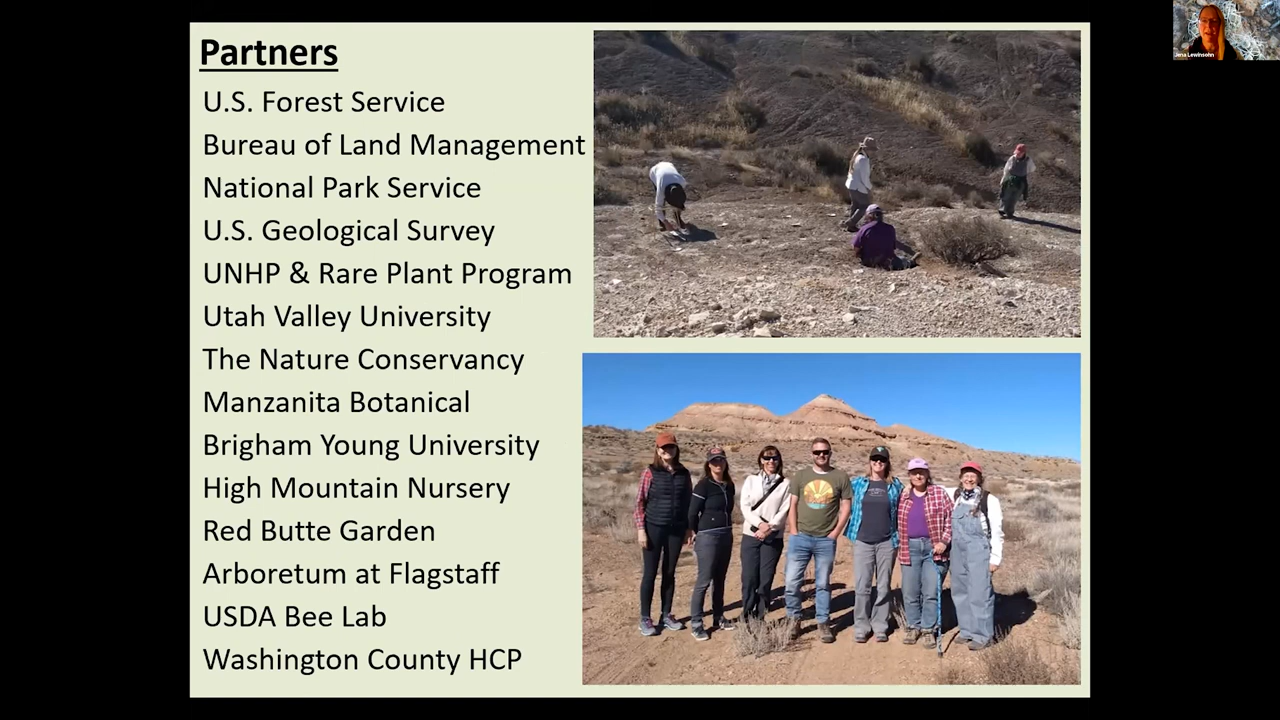 Partners
U.S. Forest Service
Bureau of Land Management
National Park Service
U.S. Geological Survey
UNHP & Rare Plant Program
Utah Valley University
The Nature Conservancy
Manzanita Botanical
Brigham Young University
High Mountain Nursery
Red Butte Garden
Arboretum at Flagstaff
USDA Bee Lab
Washington County HCP
Jena Lewinsohn